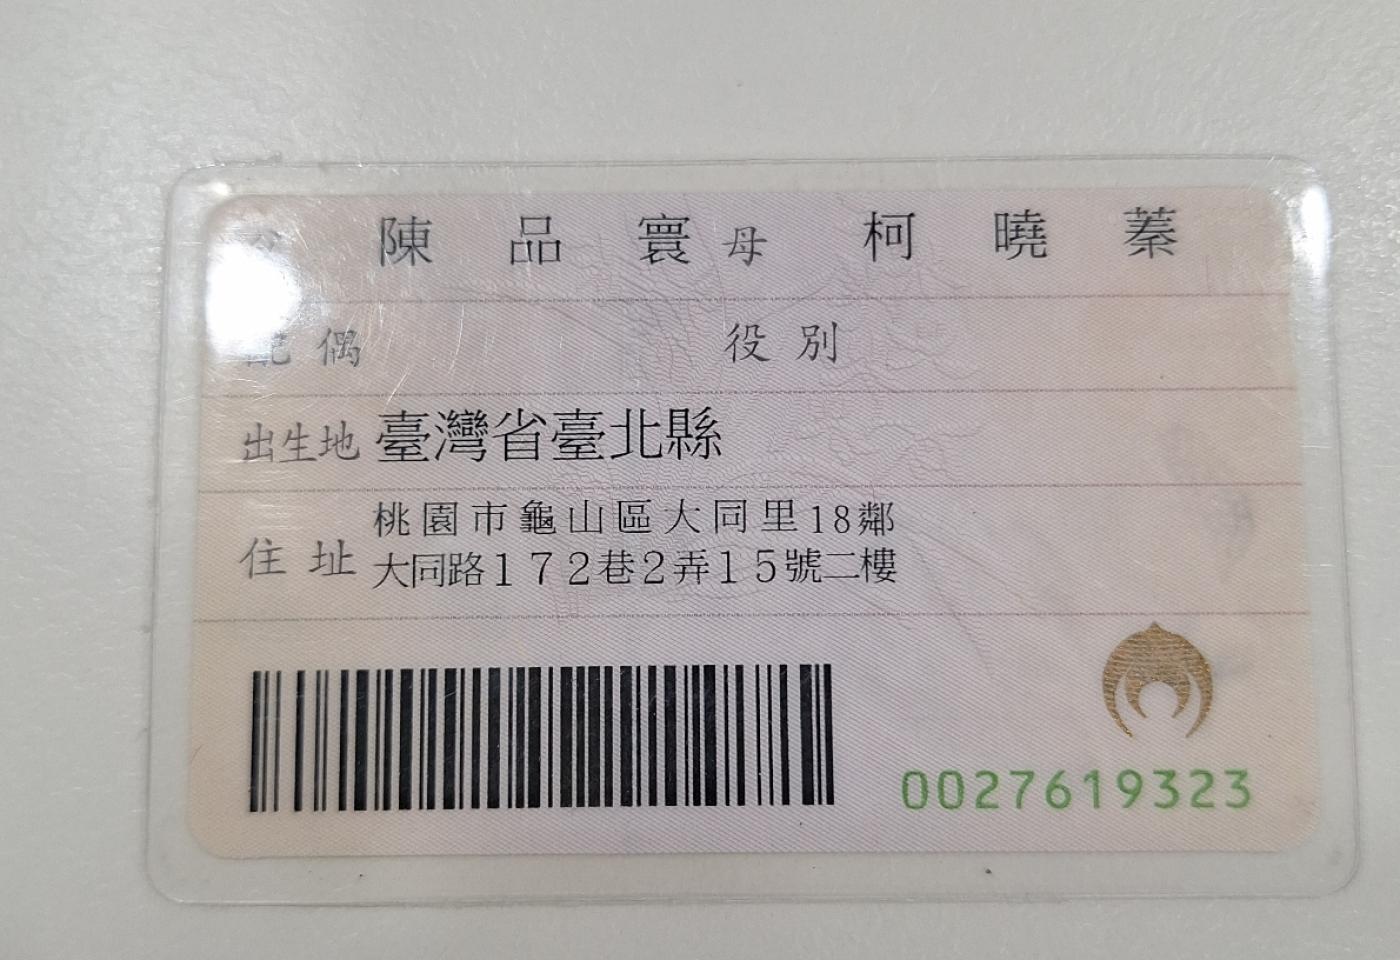 父 陳品寰 母 柯曉蓁
配偶 役別
出生地 臺灣省臺北縣
住址 桃園市龜山區大同里18鄰
大同路172巷2弄15號二樓
0027619323